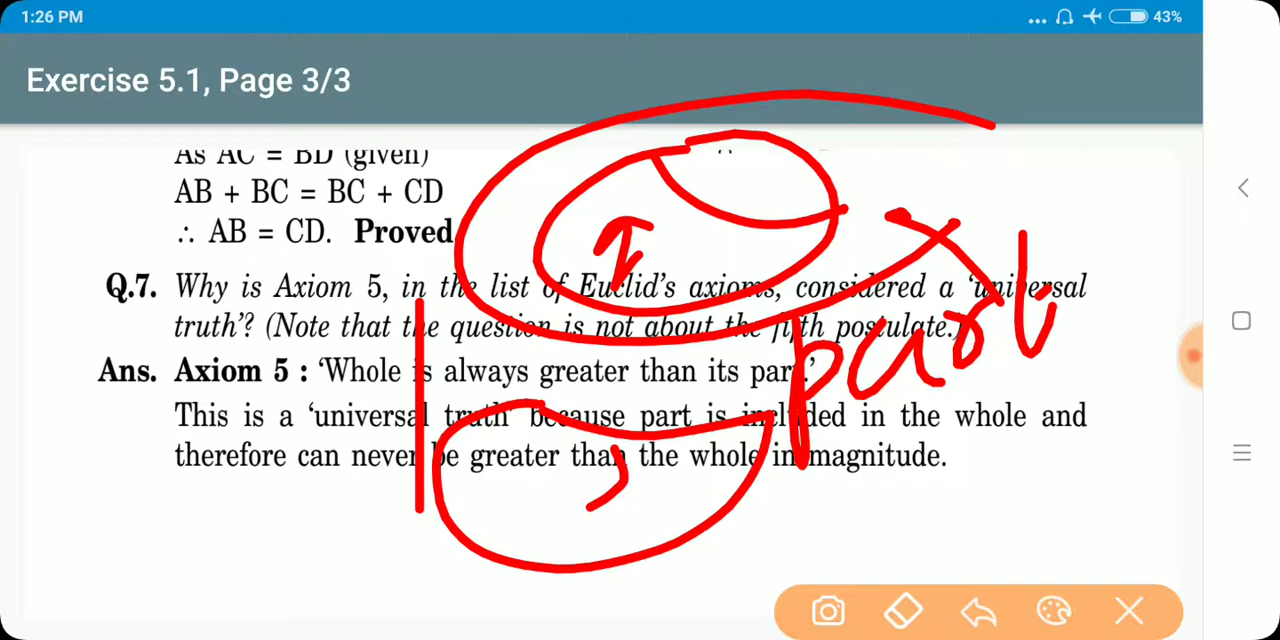 1:26 PM
43%
Exercise 5.1, Page 3/3
As AC = BD (given)
AB + BC = BC + CD
∴ AB = CD. Proved
Q.7. Why is Axiom 5, in the list of Euclid's axioms, considered a 'universal
truth'? (Note that the question is not about the fifth postulate.)
Ans. Axiom 5 : 'Whole is always greater than its part.'
This is a 'universal truth' because part is included in the whole and
therefore can never be greater than the whole in magnitude.
part